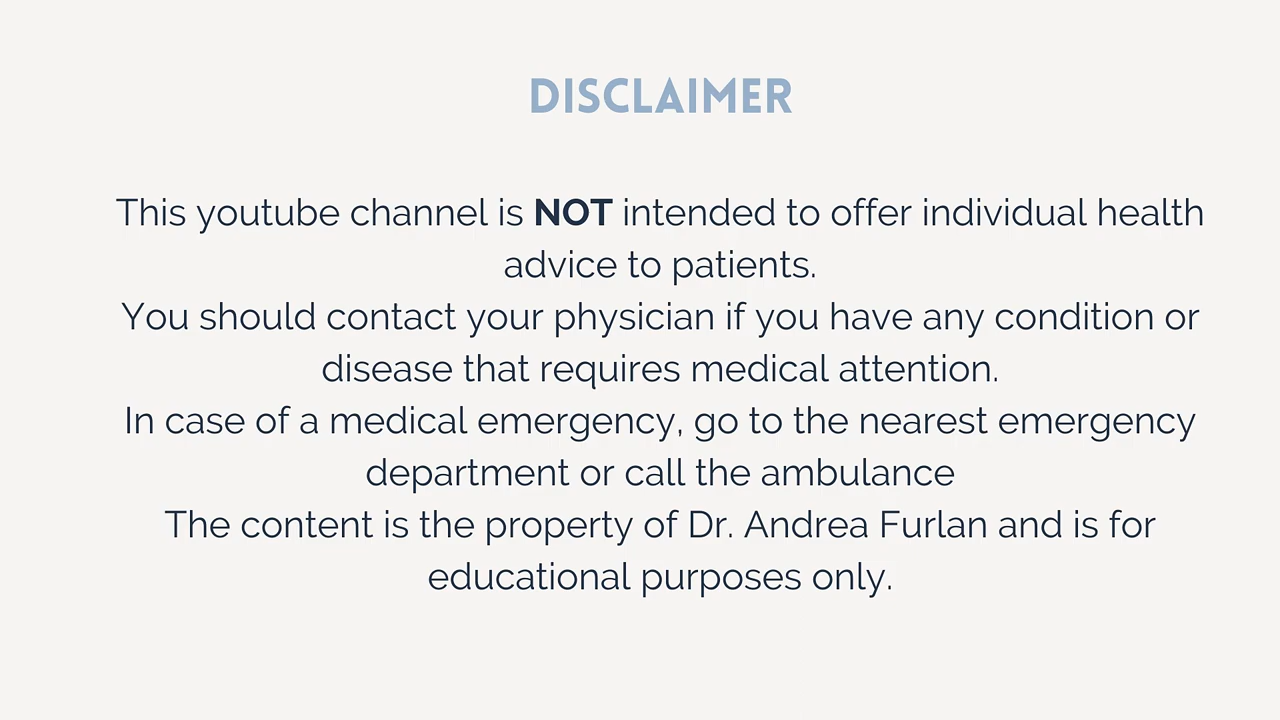 DISCLAIMER
This youtube channel is NOT intended to offer individual health
advice to patients.
You should contact your physician if you have any condition or
disease that requires medical attention.
In case of a medical emergency, go to the nearest emergency
department or call the ambulance
The content is the property of Dr. Andrea Furlan and is for
educational purposes only.